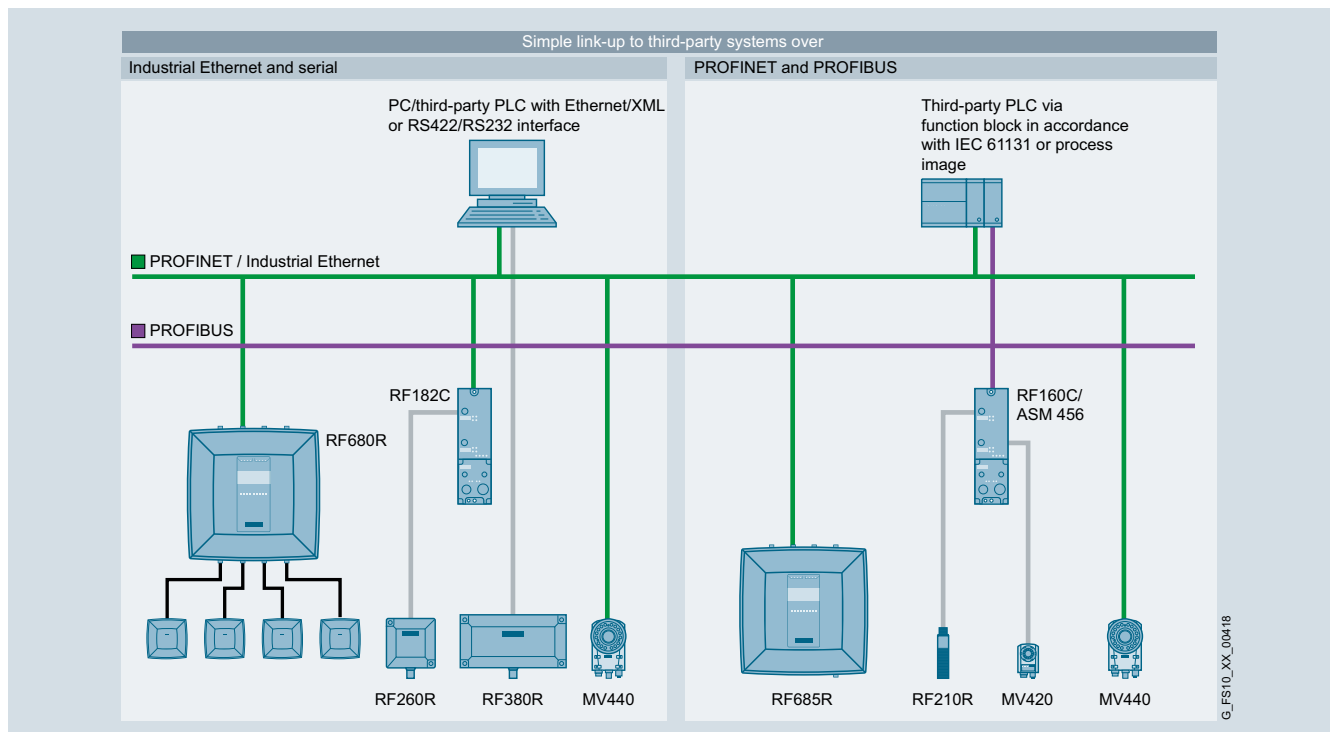 Simple link-up to third-party systems over
Industrial Ethernet and serial
PROFINET and PROFIBUS
PC/third-party PLC with Ethernet/XML
or RS422/RS232 interface
Third-party PLC via
function block in accordance
with IEC 61131 or process
image
PROFINET / Industrial Ethernet
PROFIBUS
RF182C
RF160C/
ASM 456
RF680R
RF260R
RF380R
MV440
RF685R
RF210R
MV420
MV440
G_FS10_XX_00418